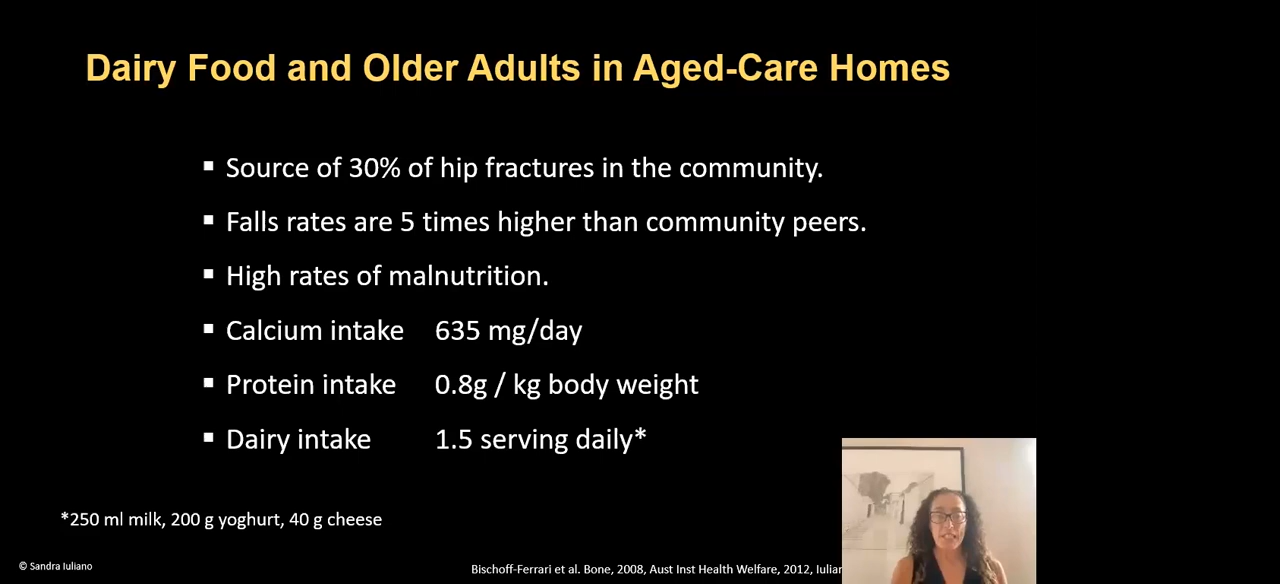 Dairy Food and Older Adults in Aged-Care Homes
▪ Source of 30% of hip fractures in the community.
▪ Falls rates are 5 times higher than community peers.
▪ High rates of malnutrition.
▪ Calcium intake 635 mg/day
▪ Protein intake 0.8g / kg body weight
▪ Dairy intake 1.5 serving daily*
*250 ml milk, 200 g yoghurt, 40 g cheese
© Sandra Iuliano
Bischoff-Ferrari et al. Bone, 2008, Aust Inst Health Welfare, 2012,